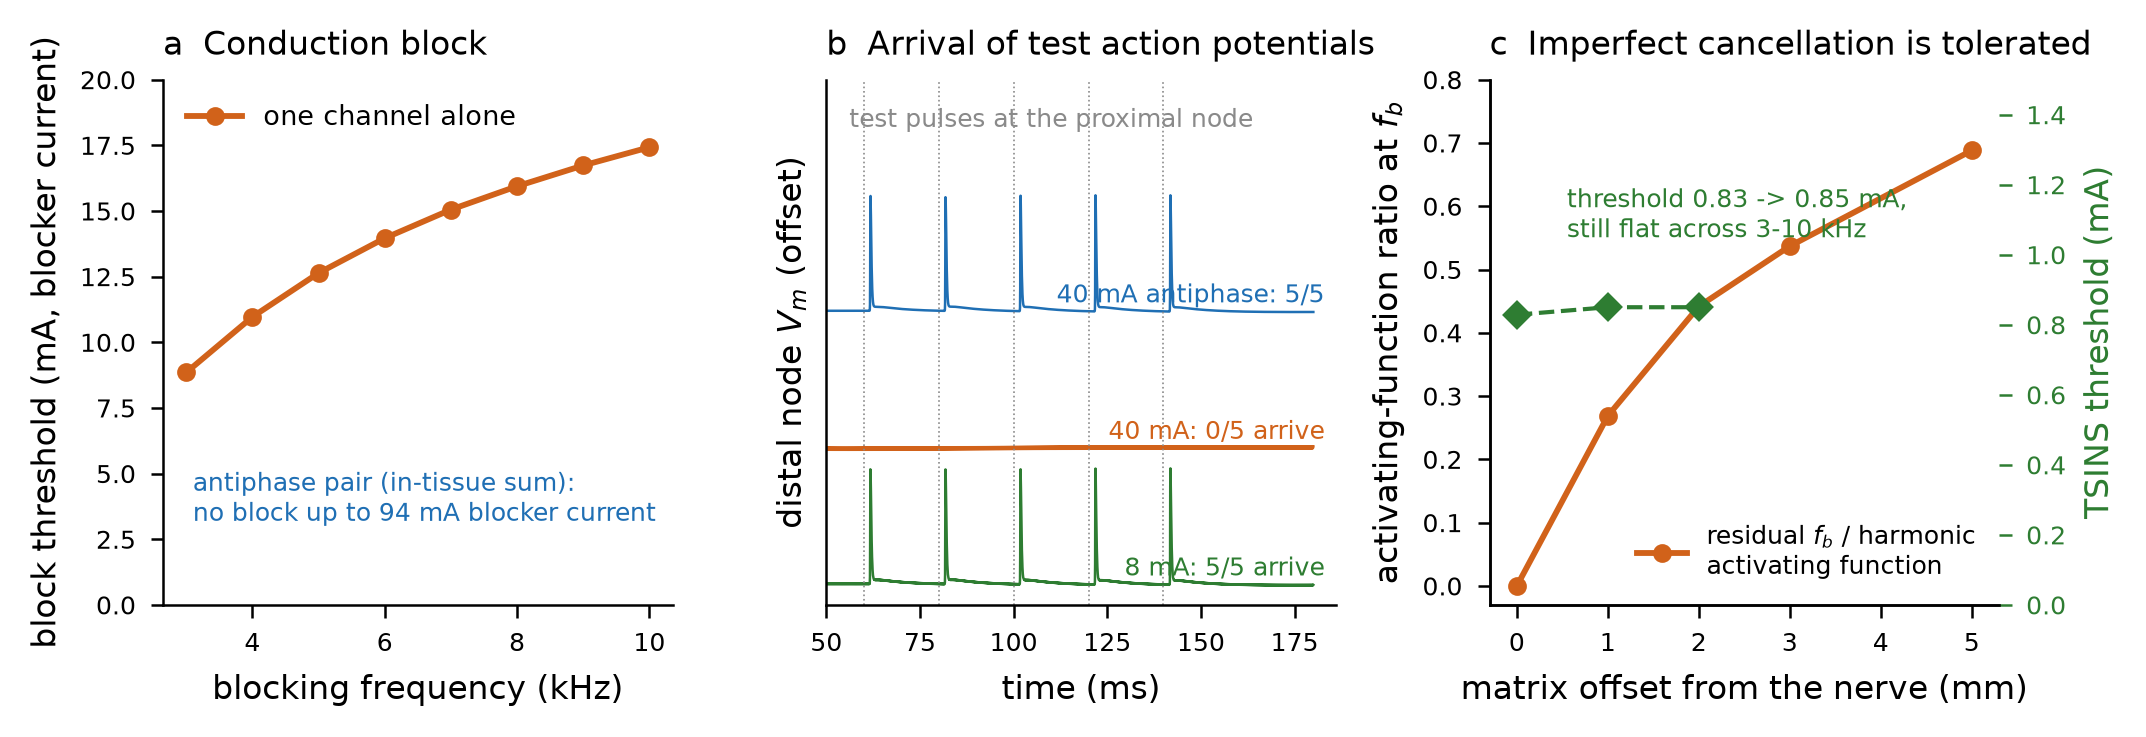 a  Conduction block
block threshold (mA, blocker current)
20.0
17.5
15.0
12.5
10.0
7.5
5.0
2.5
0.0
one channel alone
antiphase pair (in-tissue sum):
no block up to 94 mA blocker current
4
6
8
10
blocking frequency (kHz)
b  Arrival of test action potentials
distal node Vm (offset)
test pulses at the proximal node
40 mA antiphase: 5/5
40 mA: 0/5 arrive
8 mA: 5/5 arrive
50
75
100
125
150
175
time (ms)
c  Imperfect cancellation is tolerated
activating-function ratio at fb
0.8
0.7
0.6
0.5
0.4
0.3
0.2
0.1
0.0
threshold 0.83 -> 0.85 mA,
still flat across 3-10 kHz
residual fb / harmonic
activating function
0
1
2
3
4
5
matrix offset from the nerve (mm)
1.4
1.2
1.0
0.8
0.6
0.4
0.2
0.0
TSINS threshold (mA)